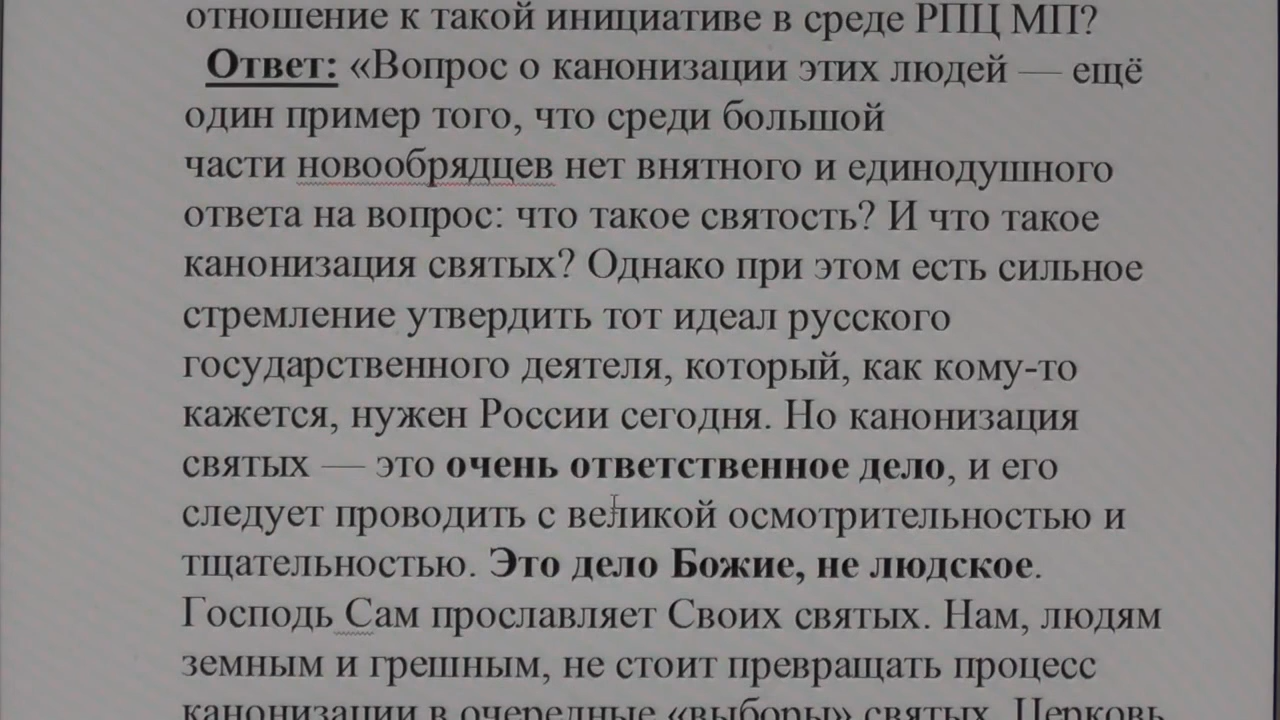 отношение к такой инициативе в среде РПЦ МП?
Ответ: «Вопрос о канонизации этих людей — ещё
один пример того, что среди большой
части новообрядцев нет внятного и единодушного
ответа на вопрос: что такое святость? И что такое
канонизация святых? Однако при этом есть сильное
стремление утвердить тот идеал русского
государственного деятеля, который, как кому-то
кажется, нужен России сегодня. Но канонизация
святых — это очень ответственное дело, и его
следует проводить с великой осмотрительностью и
тщательностью. Это дело Божие, не людское.
Господь Сам прославляет Своих святых. Нам, людям
земным и грешным, не стоит превращать процесс
канонизации в очередные «выборы» святых. Церковь